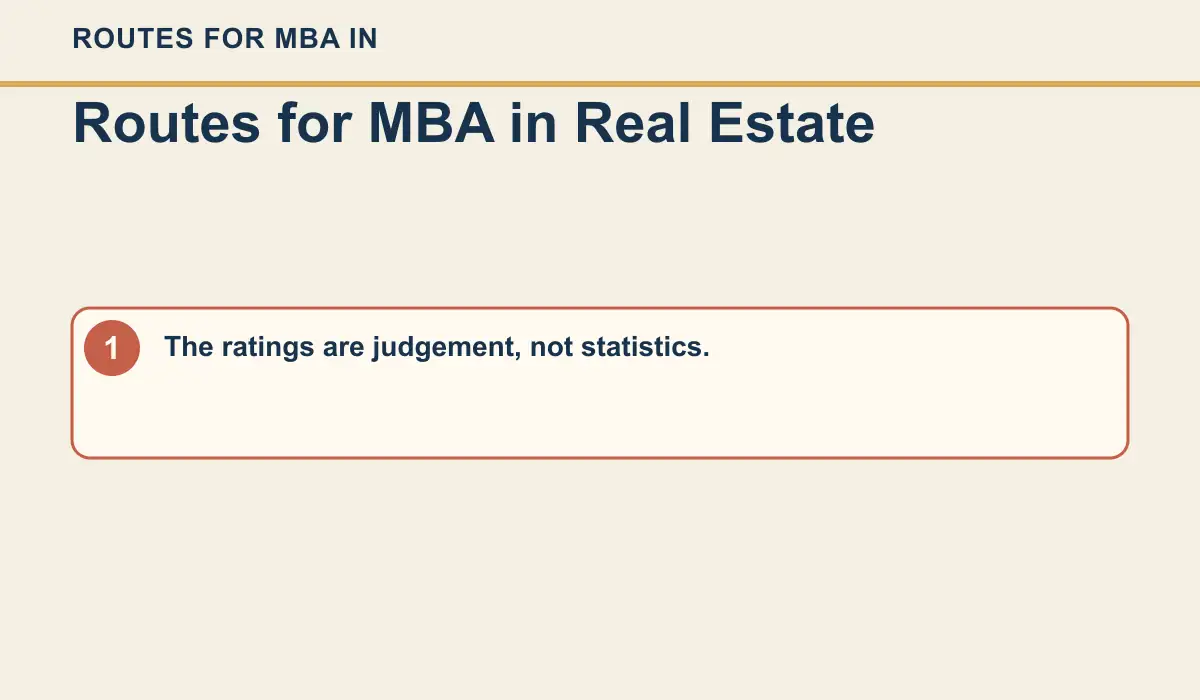 ROUTES FOR MBA IN
Routes for MBA in Real Estate
1
The ratings are judgement, not statistics.